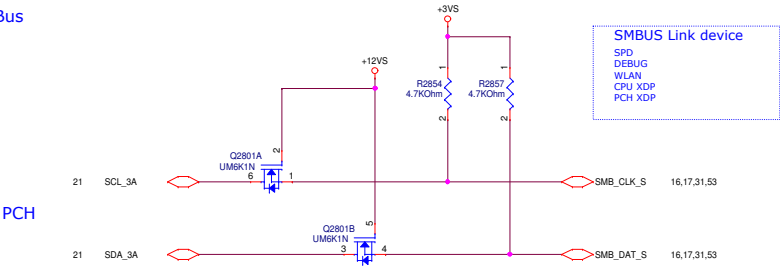 Bus
+3VS
SMBUS Link device
SPD
DEBUG
WLAN
CPU XDP
PCH XDP
+12VS
1
1
R2854
4.7KOhm
R2857
4.7KOhm
2
2
2
Q2801A
UM6K1N
6
1
21 SCL_3A
SMB_CLK_S 16,17,31,53
PCH
5
Q2801B
UM6K1N
3
4
21 SDA_3A
SMB_DAT_S 16,17,31,53